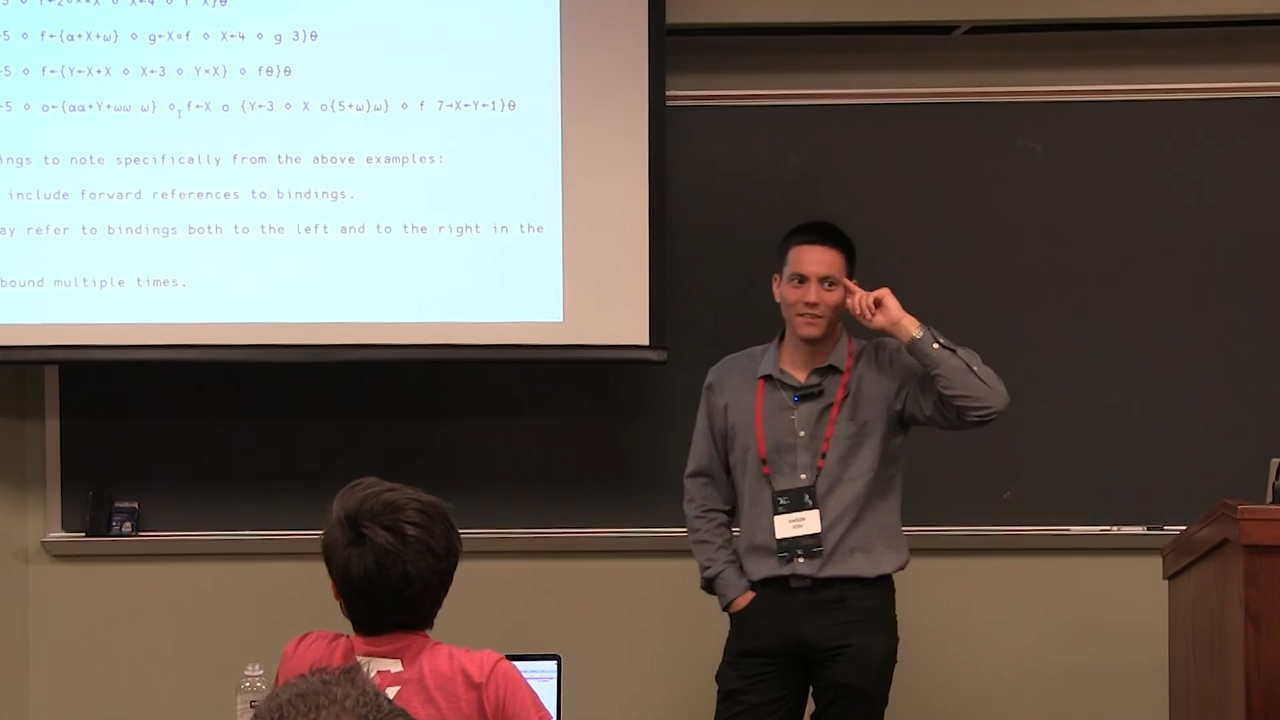 5 ⋄ f←{⍺+X+⍵} ⋄ g←X∘f ⋄ X←4 ⋄ g 3}⍬
←5 ⋄ f←{Y←X+X ⋄ X←3 ⋄ Y×X} ⋄ f⍬}⍬
←5 ⋄ o←{⍺⍺+Y+⍵⍵ ⍵} ⋄ f←X o {Y←3 ⋄ X o{5+⍵}⍵} ⋄ f 7⊣X←Y←1}⍬
ings to note specifically from the above examples:
include forward references to bindings.
ay refer to bindings both to the left and to the right in the
bound multiple times.